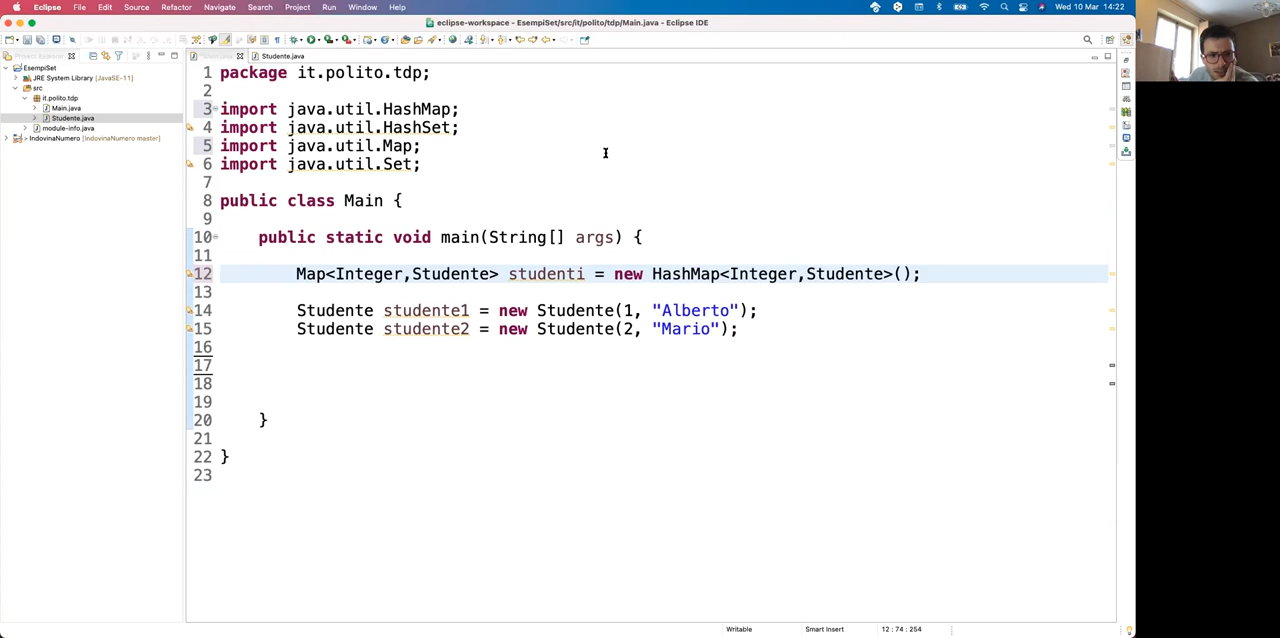 Eclipse File Edit Source Refactor Navigate Search Project Run Window Help Wed 10 Mar 14:22
eclipse-workspace - EsempiSet/src/it/polito/tdp/Main.java - Eclipse IDE
Studente.java
EsempiSet
JRE System Library [JavaSE-11]
src
it.polito.tdp
Main.java
Studente.java
module-info.java
IndovinaNumero [IndovinaNumero master]
1 package it.polito.tdp;
2
3 import java.util.HashMap;
4 import java.util.HashSet;
5 import java.util.Map;
6 import java.util.Set;
7
8 public class Main {
9
10 public static void main(String[] args) {
11
12 Map<Integer,Studente> studenti = new HashMap<Integer,Studente>();
13
14 Studente studente1 = new Studente(1, "Alberto");
15 Studente studente2 = new Studente(2, "Mario");
16
17
18
19
20 }
21
22 }
23
Writable Smart Insert 12 : 74 : 254